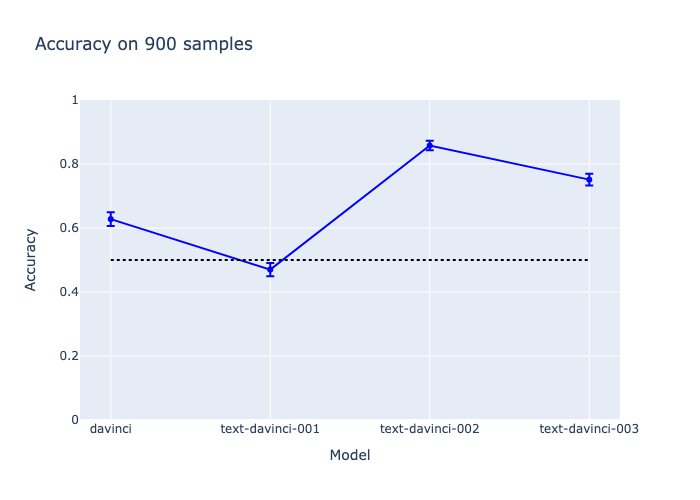 Accuracy on 900 samples
1
0.8
0.6
0.4
0.2
0
Accuracy
davinci
text-davinci-001
text-davinci-002
text-davinci-003
Model